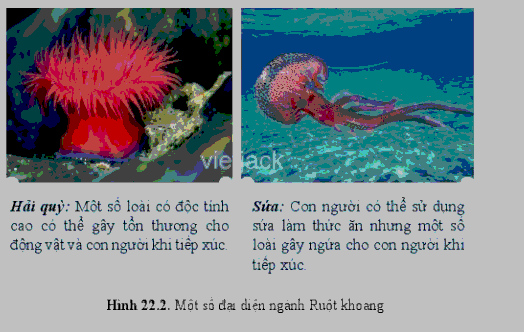 vietjack
Hải quỳ: Một số loài có độc tính
cao có thể gây tổn thương cho
động vật và con người khi tiếp xúc.
Sứa: Con người có thể sử dụng
sứa làm thức ăn nhưng một số
loài gây ngứa cho con người khi
tiếp xúc.
Hình 22.2. Một số đại diện ngành Ruột khoang